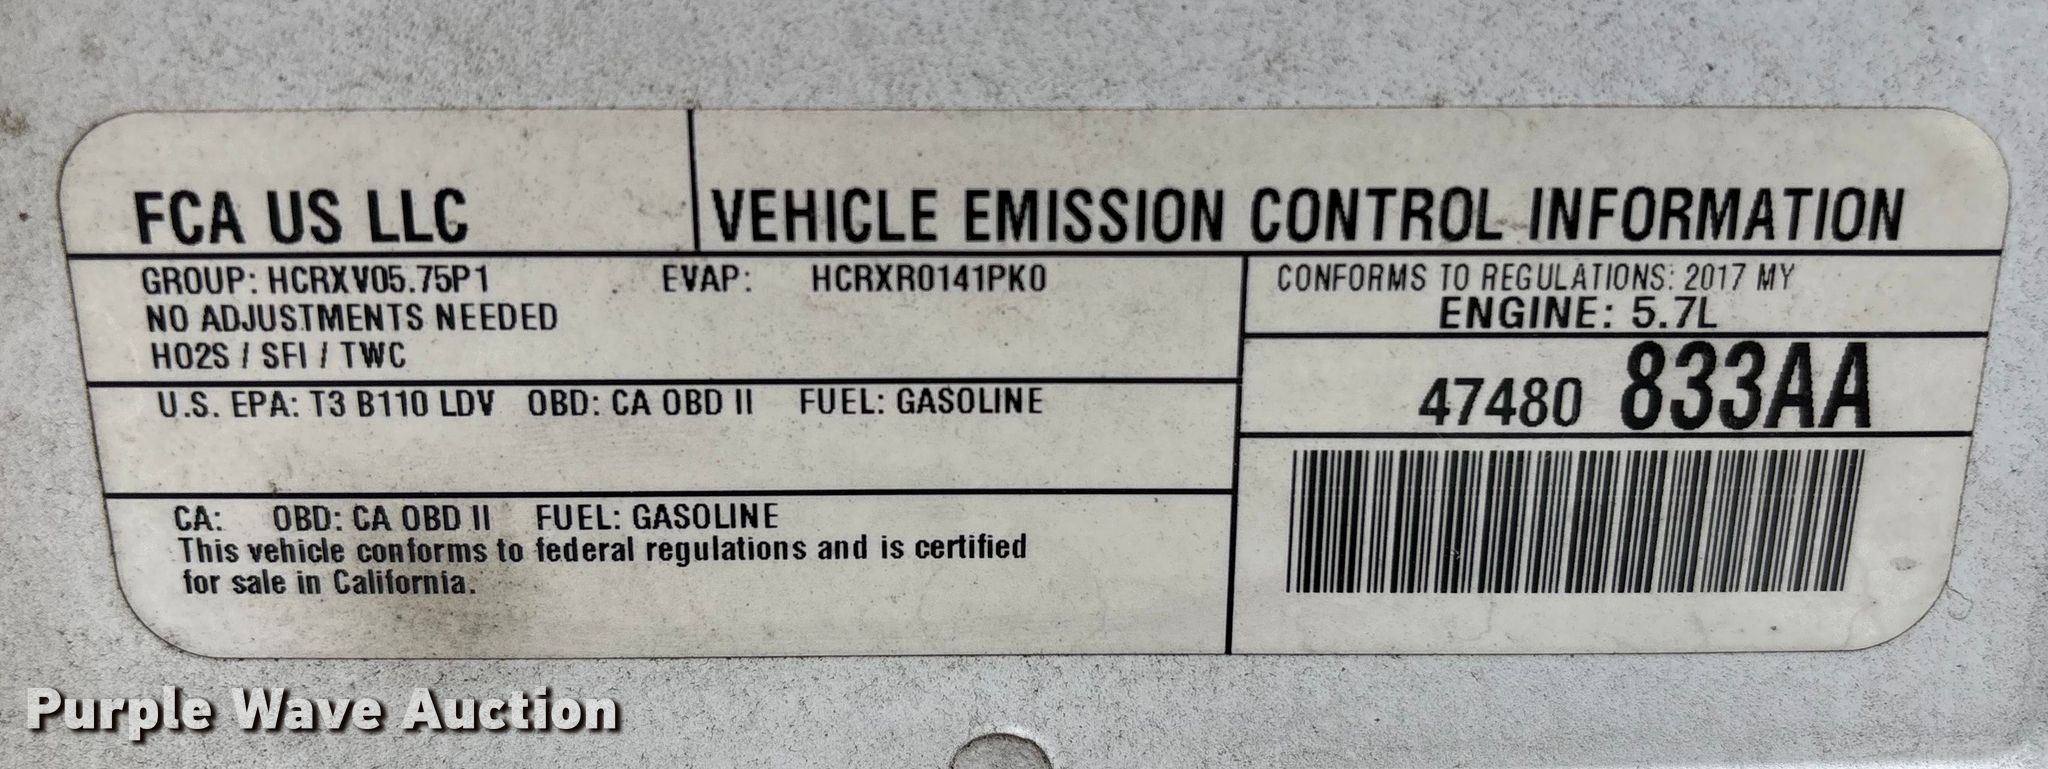 FCA US LLC
VEHICLE EMISSION CONTROL INFORMATION
GROUP: HCRXV05.75P1 EVAP: HCRXR0141PK0
NO ADJUSTMENTS NEEDED
HO2S / SFI / TWC
CONFORMS TO REGULATIONS: 2017 MY
ENGINE: 5.7L
47480 833AA
U.S. EPA: T3 B110 LDV OBD: CA OBD II FUEL: GASOLINE
CA: OBD: CA OBD II FUEL: GASOLINE
This vehicle conforms to federal regulations and is certified
for sale in California.
Purple Wave Auction